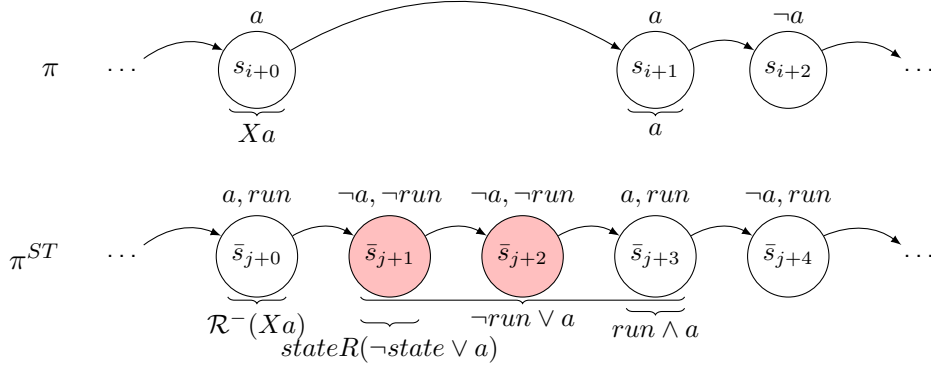 a a ¬a
π ⋯ s_{i+0} s_{i+1} s_{i+2} ⋯
Xa a
a, run ¬a, ¬run ¬a, ¬run a, run ¬a, run
π^{ST} ⋯ s̄_{j+0} s̄_{j+1} s̄_{j+2} s̄_{j+3} s̄_{j+4} ⋯
ℛ^−(Xa) ¬run ∨ a run ∧ a
stateR(¬state ∨ a)